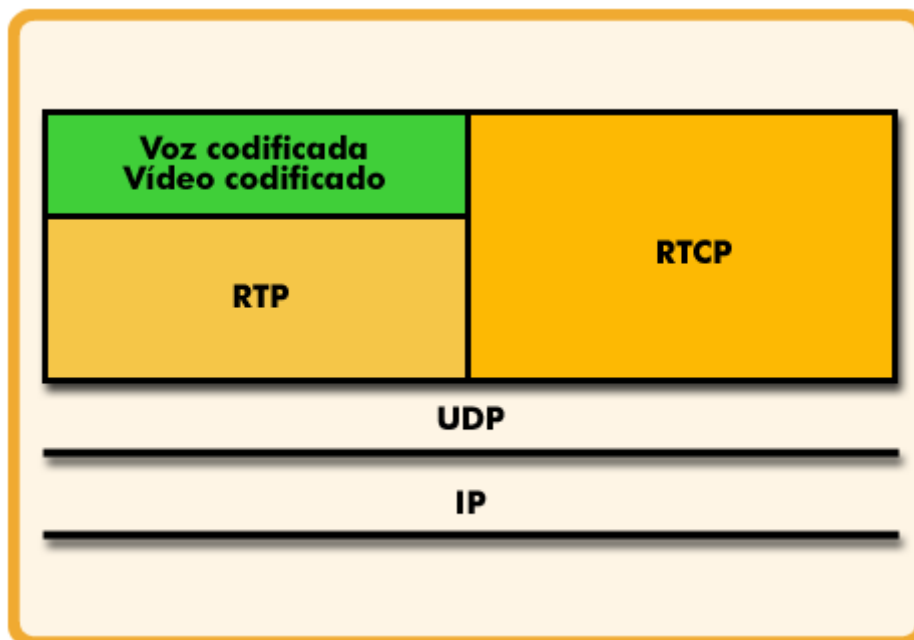 Voz codificada
Vídeo codificado
RTP
RTCP
UDP
IP